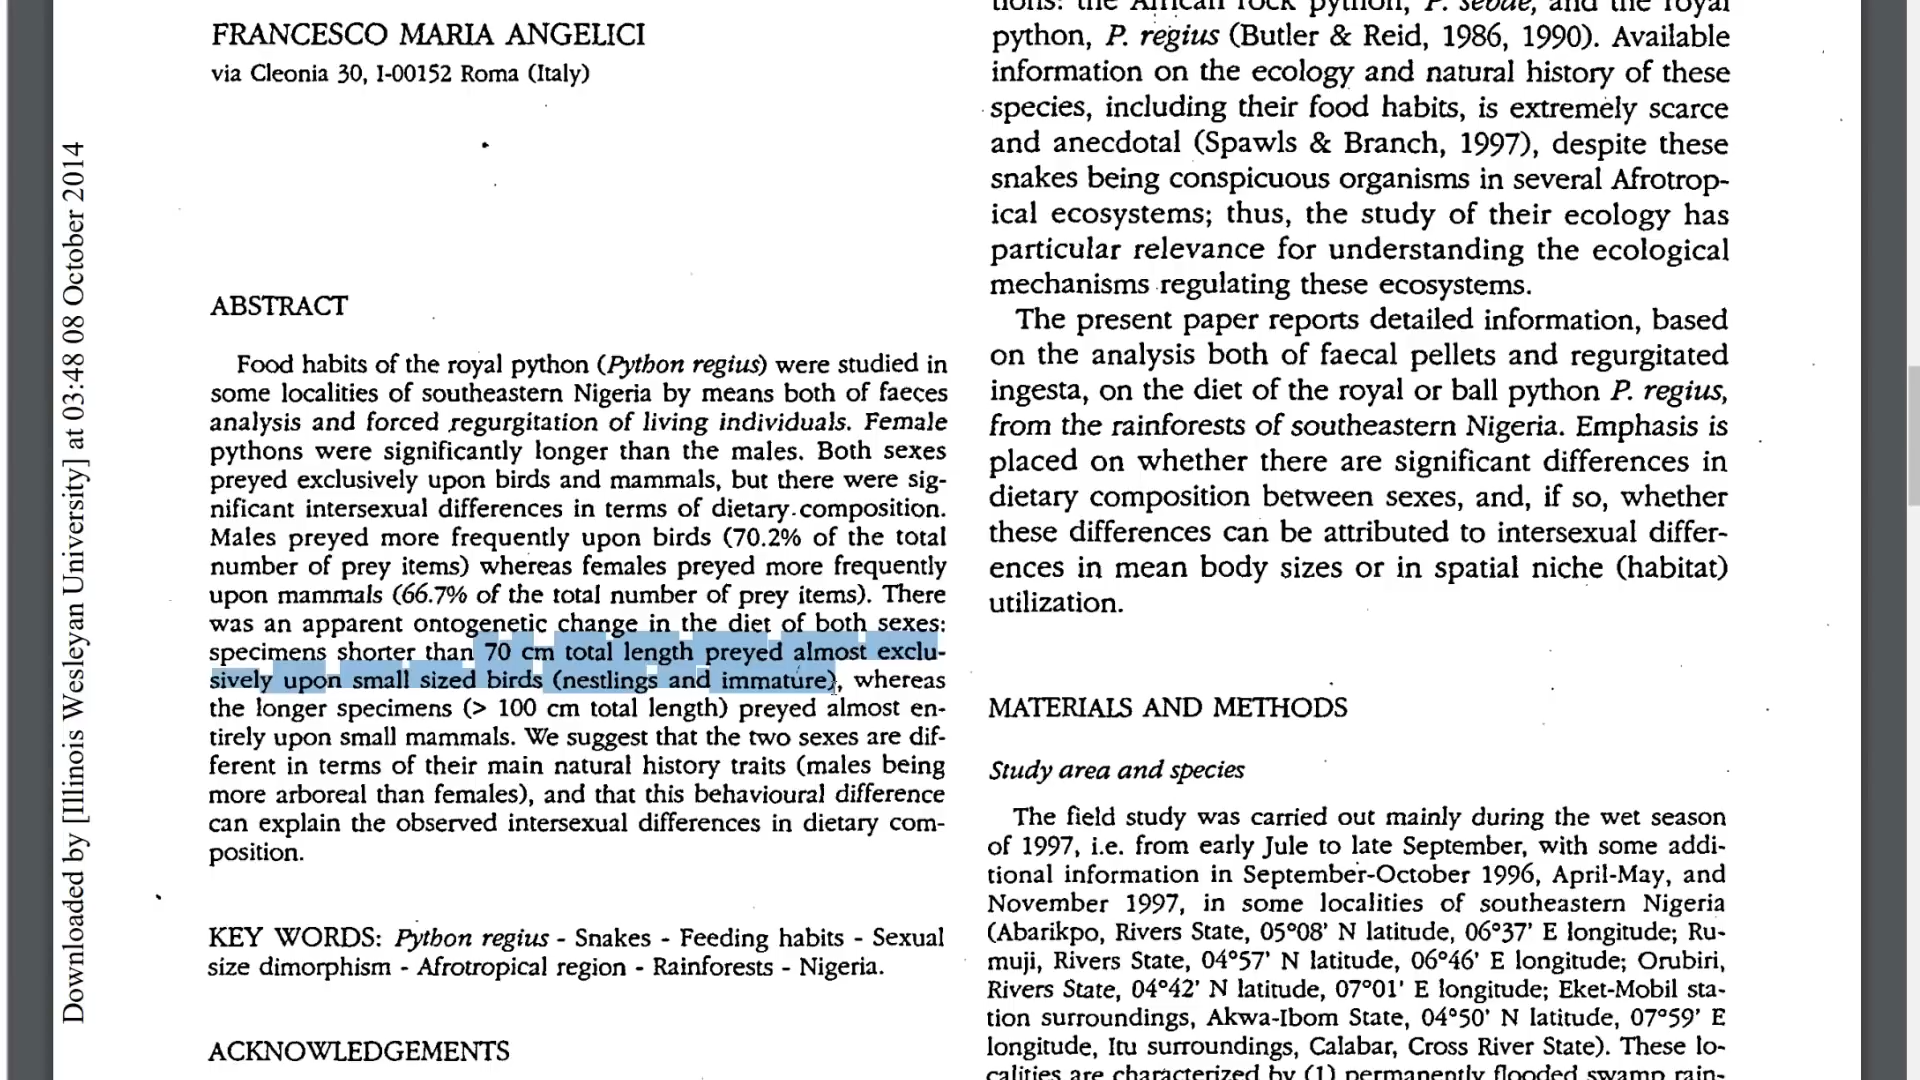 FRANCESCO MARIA ANGELICI
via Cleonia 30, I-00152 Roma (Italy)
ABSTRACT
Food habits of the royal python (Python regius) were studied in
some localities of southeastern Nigeria by means both of faeces
analysis and forced regurgitation of living individuals. Female
pythons were significantly longer than the males. Both sexes
preyed exclusively upon birds and mammals, but there were sig-
nificant intersexual differences in terms of dietary composition.
Males preyed more frequently upon birds (70.2% of the total
number of prey items) whereas females preyed more frequently
upon mammals (66.7% of the total number of prey items). There
was an apparent ontogenetic change in the diet of both sexes:
specimens shorter than 70 cm total length preyed almost exclu-
sively upon small sized birds (nestlings and immature), whereas
the longer specimens (> 100 cm total length) preyed almost en-
tirely upon small mammals. We suggest that the two sexes are dif-
ferent in terms of their main natural history traits (males being
more arboreal than females), and that this behavioural difference
can explain the observed intersexual differences in dietary com-
position.
KEY WORDS: Python regius - Snakes - Feeding habits - Sexual
size dimorphism - Afrotropical region - Rainforests - Nigeria.
ACKNOWLEDGEMENTS
tions: the African rock python, P. sebae, and the royal
python, P. regius (Butler & Reid, 1986, 1990). Available
information on the ecology and natural history of these
species, including their food habits, is extremely scarce
and anecdotal (Spawls & Branch, 1997), despite these
snakes being conspicuous organisms in several Afrotrop-
ical ecosystems; thus, the study of their ecology has
particular relevance for understanding the ecological
mechanisms regulating these ecosystems.
The present paper reports detailed information, based
on the analysis both of faecal pellets and regurgitated
ingesta, on the diet of the royal or ball python P. regius,
from the rainforests of southeastern Nigeria. Emphasis is
placed on whether there are significant differences in
dietary composition between sexes, and, if so, whether
these differences can be attributed to intersexual differ-
ences in mean body sizes or in spatial niche (habitat)
utilization.
MATERIALS AND METHODS
Study area and species
The field study was carried out mainly during the wet season
of 1997, i.e. from early Jule to late September, with some addi-
tional information in September-October 1996, April-May, and
November 1997, in some localities of southeastern Nigeria
(Abarikpo, Rivers State, 05°08' N latitude, 06°37' E longitude; Ru-
muji, Rivers State, 04°57' N latitude, 06°46' E longitude; Orubiri,
Rivers State, 04°42' N latitude, 07°01' E longitude; Eket-Mobil sta-
tion surroundings, Akwa-Ibom State, 04°50' N latitude, 07°59' E
longitude, Itu surroundings, Calabar, Cross River State). These lo-
calities are characterized by (1) permanently flooded swamp rain-
Downloaded by [Illinois Wesleyan University] at 03:48 08 October 2014